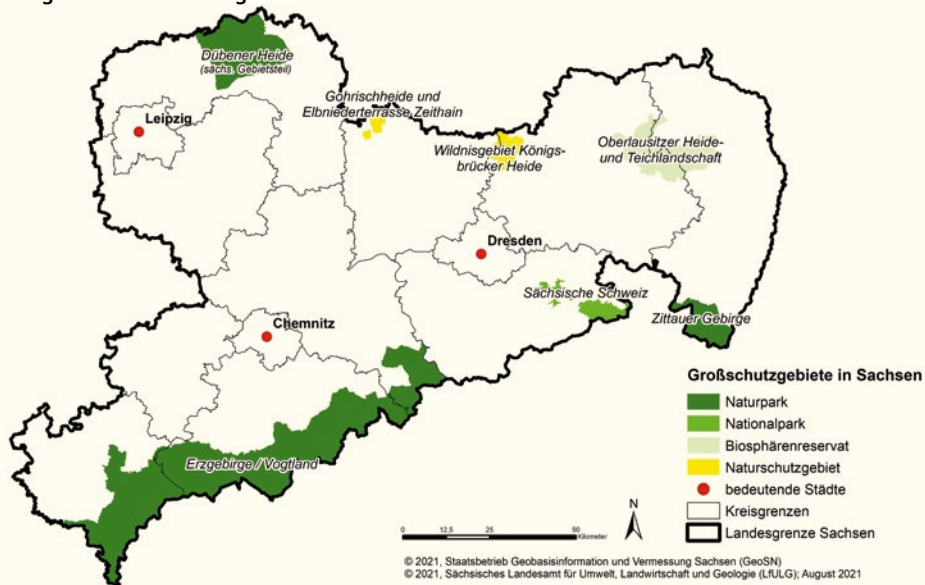 Dübener Heide
(sächs. Gebietsteil)
Leipzig
Gohrischheide und
Elbniederterrasse Zeithain
Wildnisgebiet Königs-
brücker Heide
Oberlausitzer Heide-
und Teichlandschaft
Dresden
Sächsische Schweiz
Zittauer Gebirge
Chemnitz
Erzgebirge / Vogtland
Großschutzgebiete in Sachsen
Naturpark
Nationalpark
Biosphärenreservat
Naturschutzgebiet
bedeutende Städte
Kreisgrenzen
Landesgrenze Sachsen
N
0 12,5 25 50
Kilometer
© 2021, Staatsbetrieb Geobasisinformation und Vermessung Sachsen (GeoSN)
© 2021, Sächsisches Landesamt für Umwelt, Landwirtschaft und Geologie (LfULG); August 2021